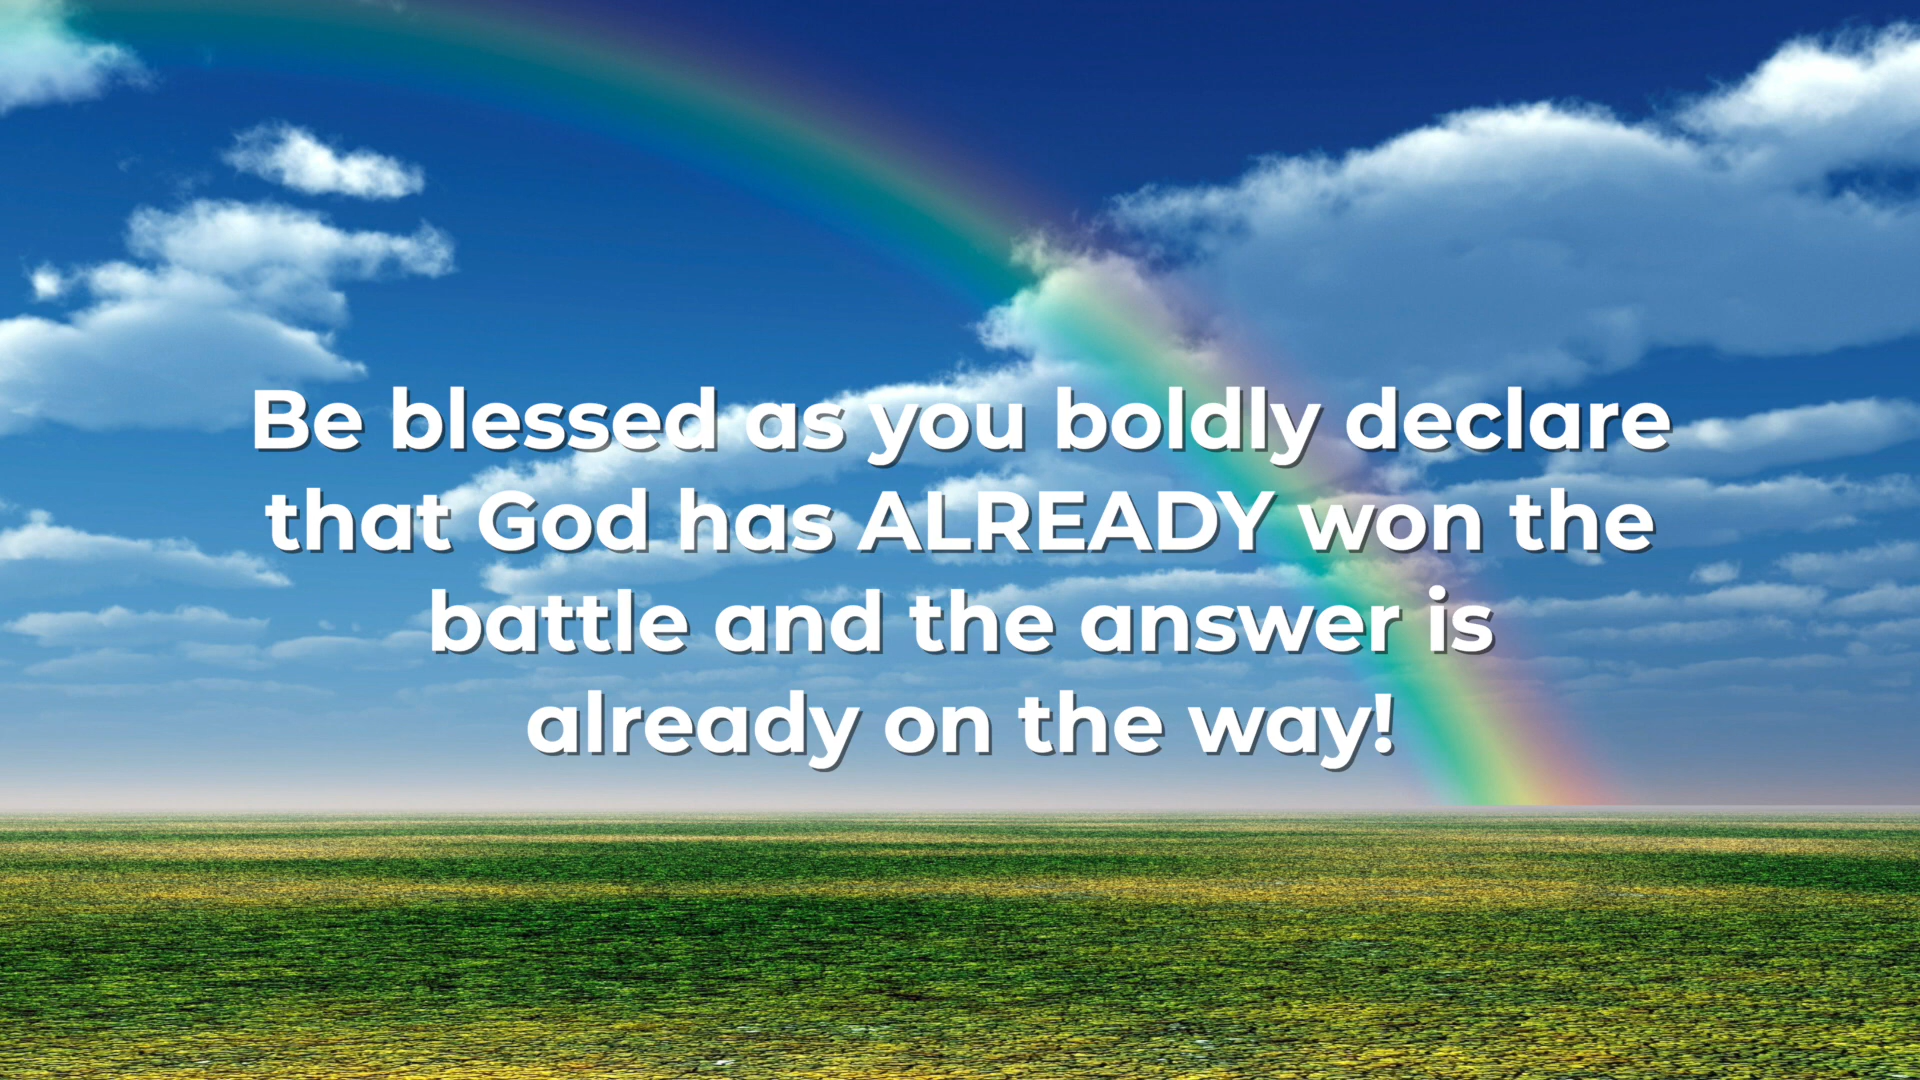 Be blessed as you boldly declare
that God has ALREADY won the
battle and the answer is
already on the way!